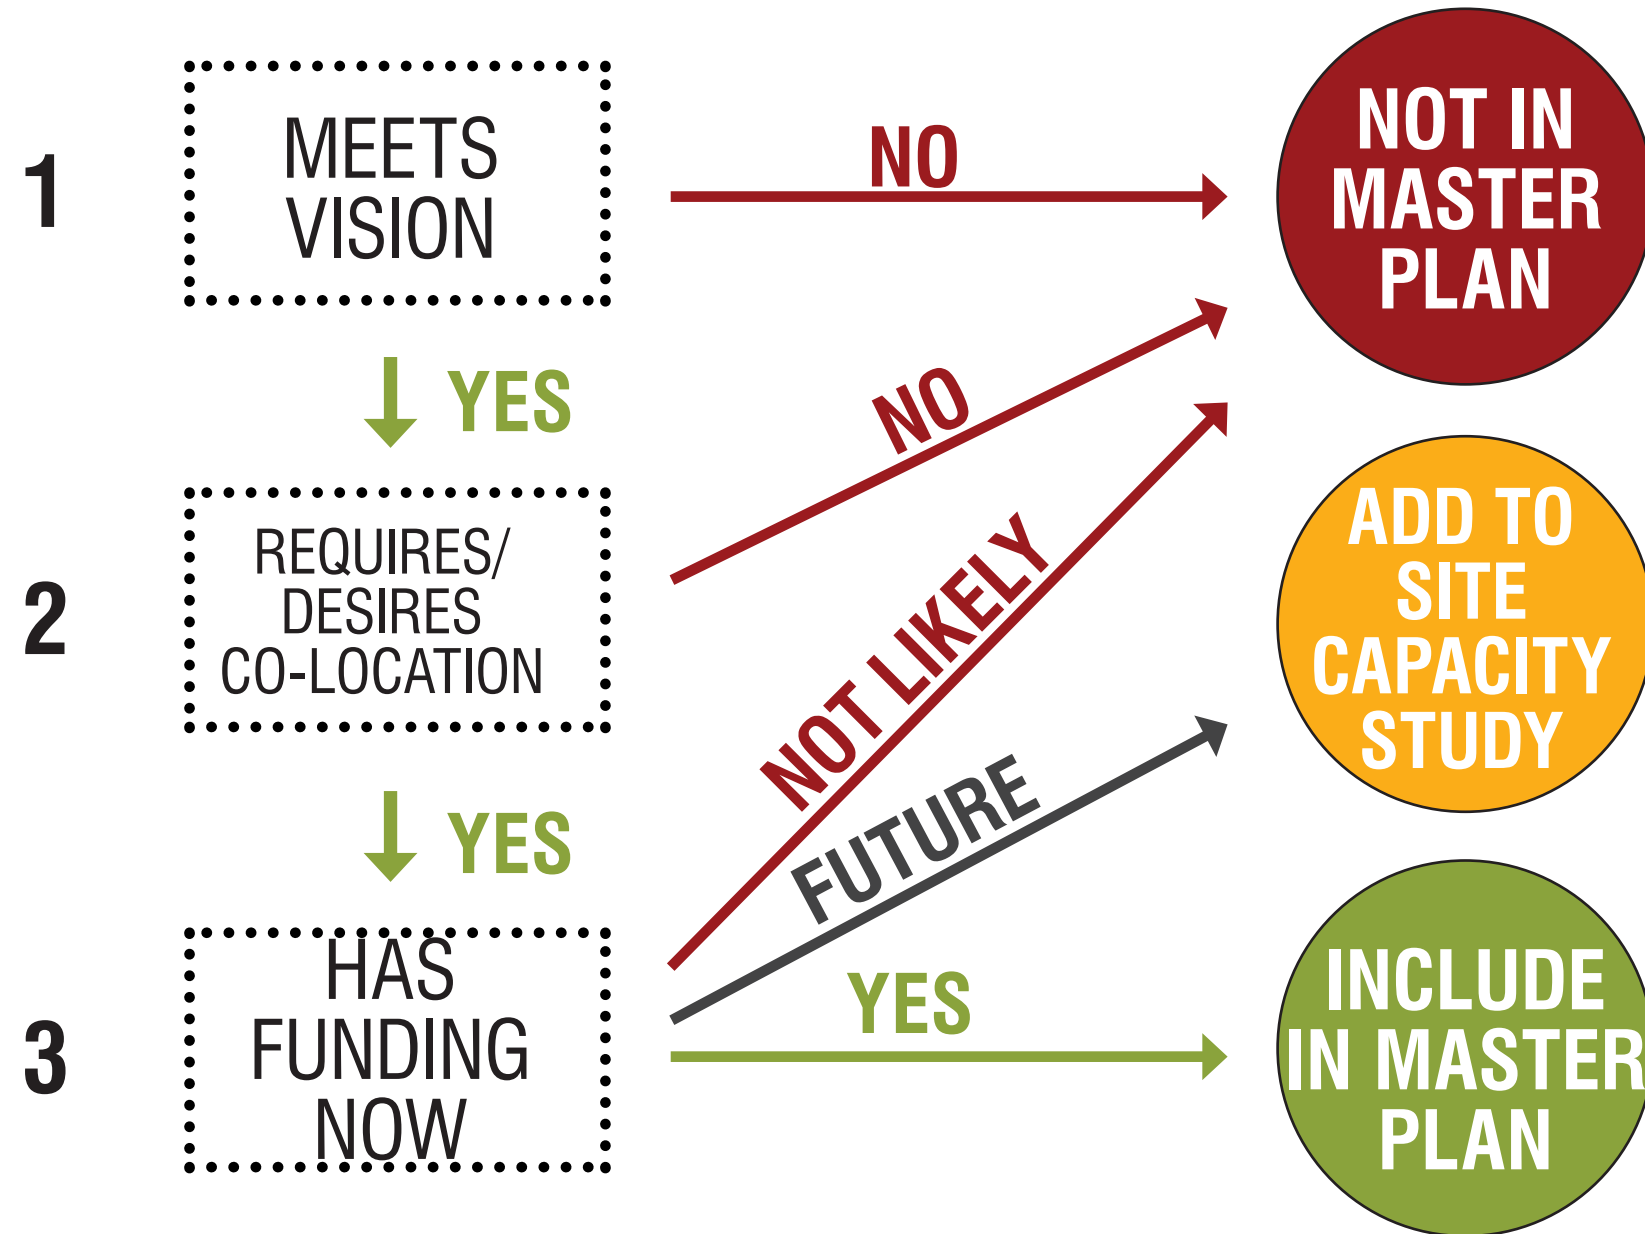 1
MEETS
VISION
NO
NOT IN
MASTER
PLAN
YES
2
REQUIRES/
DESIRES
CO-LOCATION
NO
NOT LIKELY
FUTURE
ADD TO
SITE
CAPACITY
STUDY
YES
3
HAS
FUNDING
NOW
YES
INCLUDE
IN MASTER
PLAN